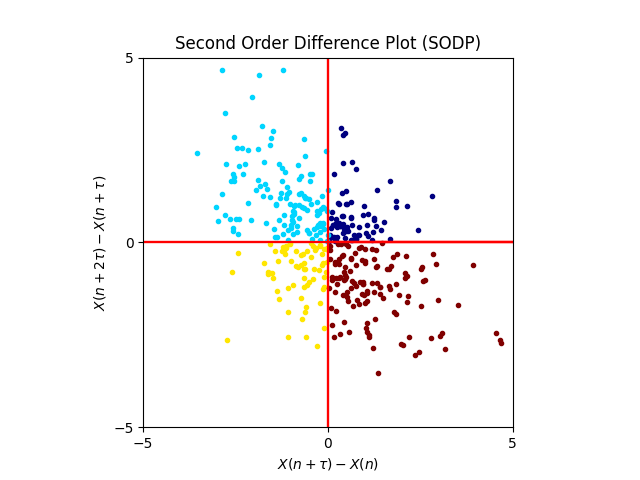 Second Order Difference Plot (SODP)
5
0
−5
X(n + 2τ) − X(n + τ)
−5 0 5
X(n + τ) − X(n)